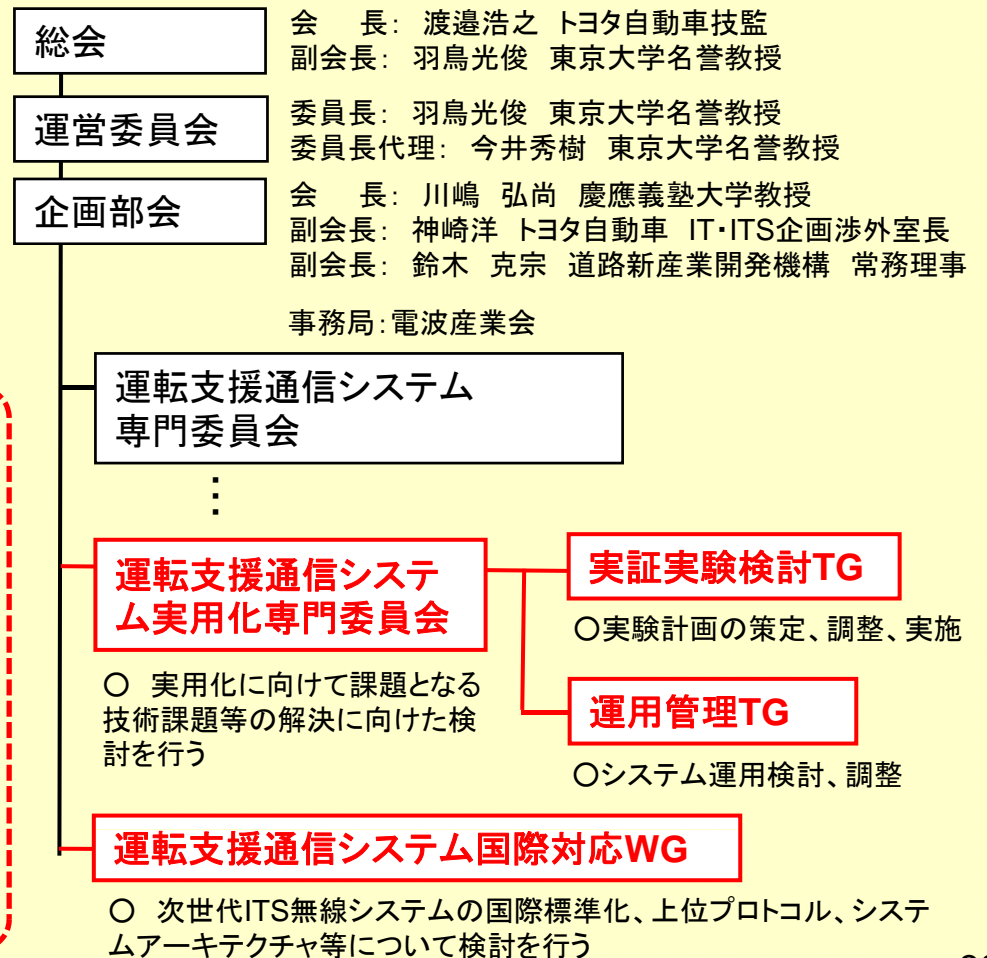 総会
会　長： 渡邉浩之 トヨタ自動車技監
副会長： 羽鳥光俊 東京大学名誉教授
運営委員会
委員長： 羽鳥光俊 東京大学名誉教授
委員長代理： 今井秀樹 東京大学名誉教授
企画部会
会　長： 川嶋 弘尚 慶應義塾大学教授
副会長： 神崎洋 トヨタ自動車 IT・ITS企画渉外室長
副会長： 鈴木 克宗 道路新産業開発機構 常務理事
事務局：電波産業会
運転支援通信システム
専門委員会
⋮
運転支援通信システ
ム実用化専門委員会
○ 実用化に向けて課題となる
技術課題等の解決に向けた検
討を行う
実証実験検討TG
○実験計画の策定、調整、実施
運用管理TG
○システム運用検討、調整
運転支援通信システム国際対応WG
○ 次世代ITS無線システムの国際標準化、上位プロトコル、システ
ムアーキテクチャ等について検討を行う